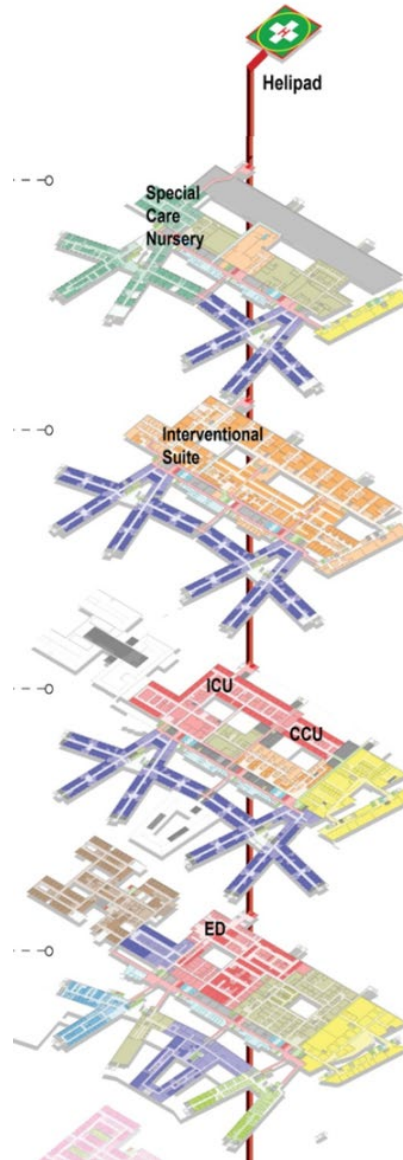 H
Helipad
Special
Care
Nursery
Interventional
Suite
ICU
CCU
ED